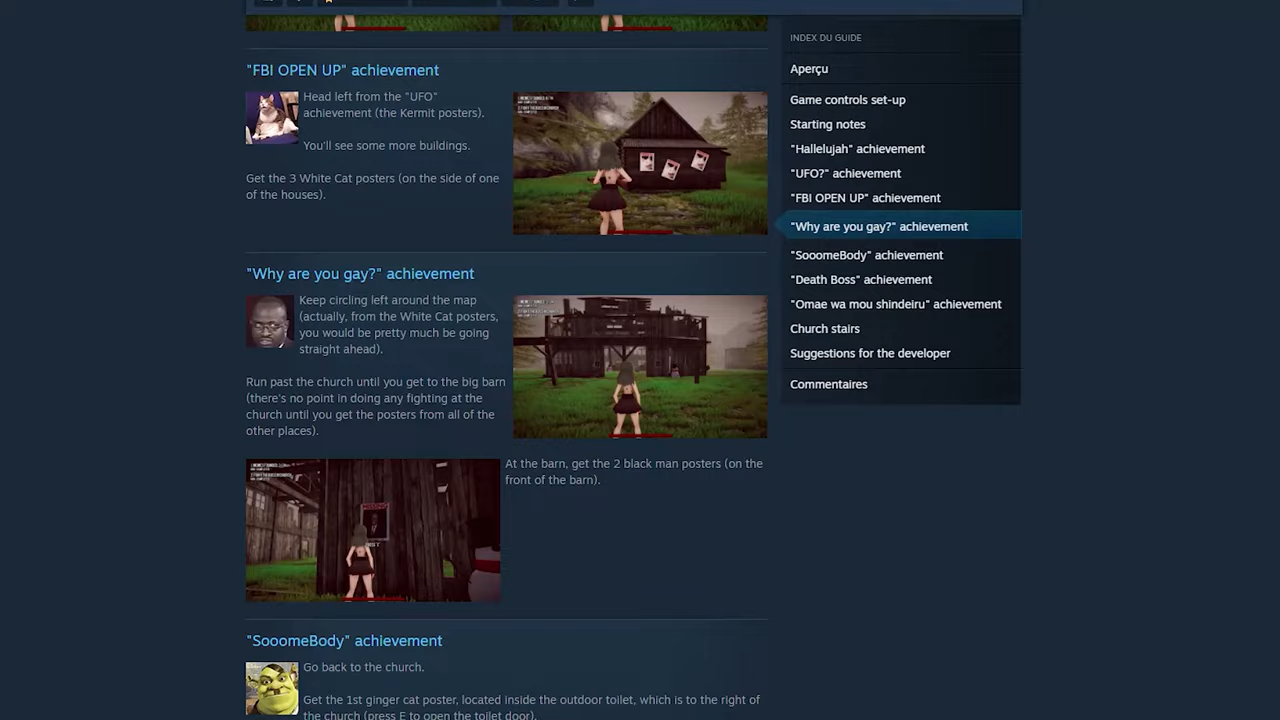 "FBI OPEN UP" achievement
Head left from the "UFO"
achievement (the Kermit posters).
You'll see some more buildings.
Get the 3 White Cat posters (on the side of one
of the houses).
"Why are you gay?" achievement
Keep circling left around the map
(actually, from the White Cat posters,
you would be pretty much be going
straight ahead).
Run past the church until you get to the big barn
(there's no point in doing any fighting at the
church until you get the posters from all of the
other places).
At the barn, get the 2 black man posters (on the
front of the barn).
"SooomeBody" achievement
Go back to the church.
Get the 1st ginger cat poster, located inside the outdoor toilet, which is to the right of
the church (press E to open the toilet door).
INDEX DU GUIDE
Aperçu
Game controls set-up
Starting notes
"Hallelujah" achievement
"UFO?" achievement
"FBI OPEN UP" achievement
"Why are you gay?" achievement
"SooomeBody" achievement
"Death Boss" achievement
"Omae wa mou shindeiru" achievement
Church stairs
Suggestions for the developer
Commentaires